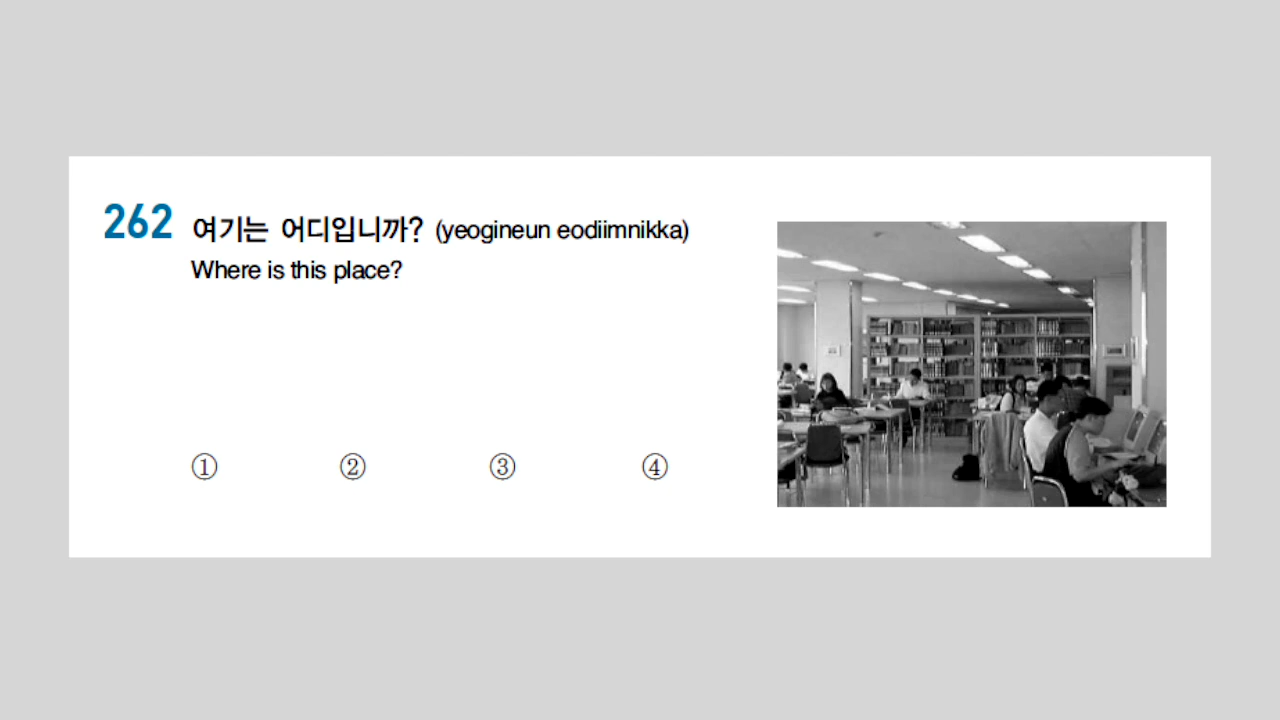 262 여기는 어디입니까? (yeogineun eodiimnikka)
Where is this place?
① ② ③ ④